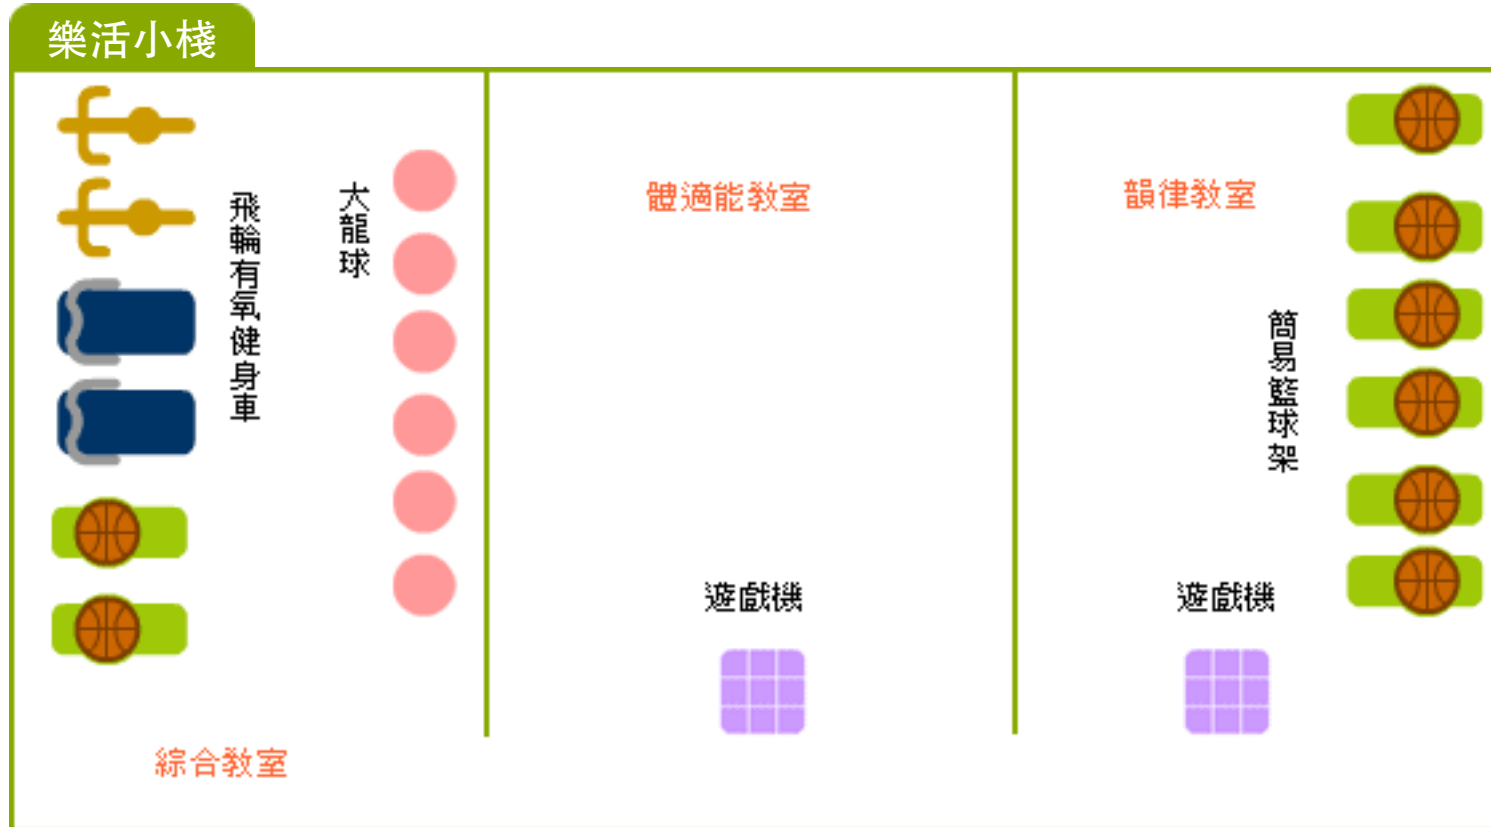 樂活小棧
飛輪有氧健身車
大龍球
綜合教室
體適能教室
遊戲機
韻律教室
簡易籃球架
遊戲機